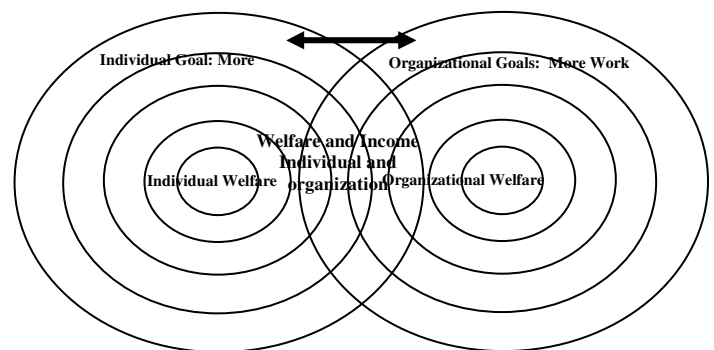 Individual Goal: More
Organizational Goals: More Work
Welfare and Income
Individual and
organization
Individual Welfare
Organizational Welfare